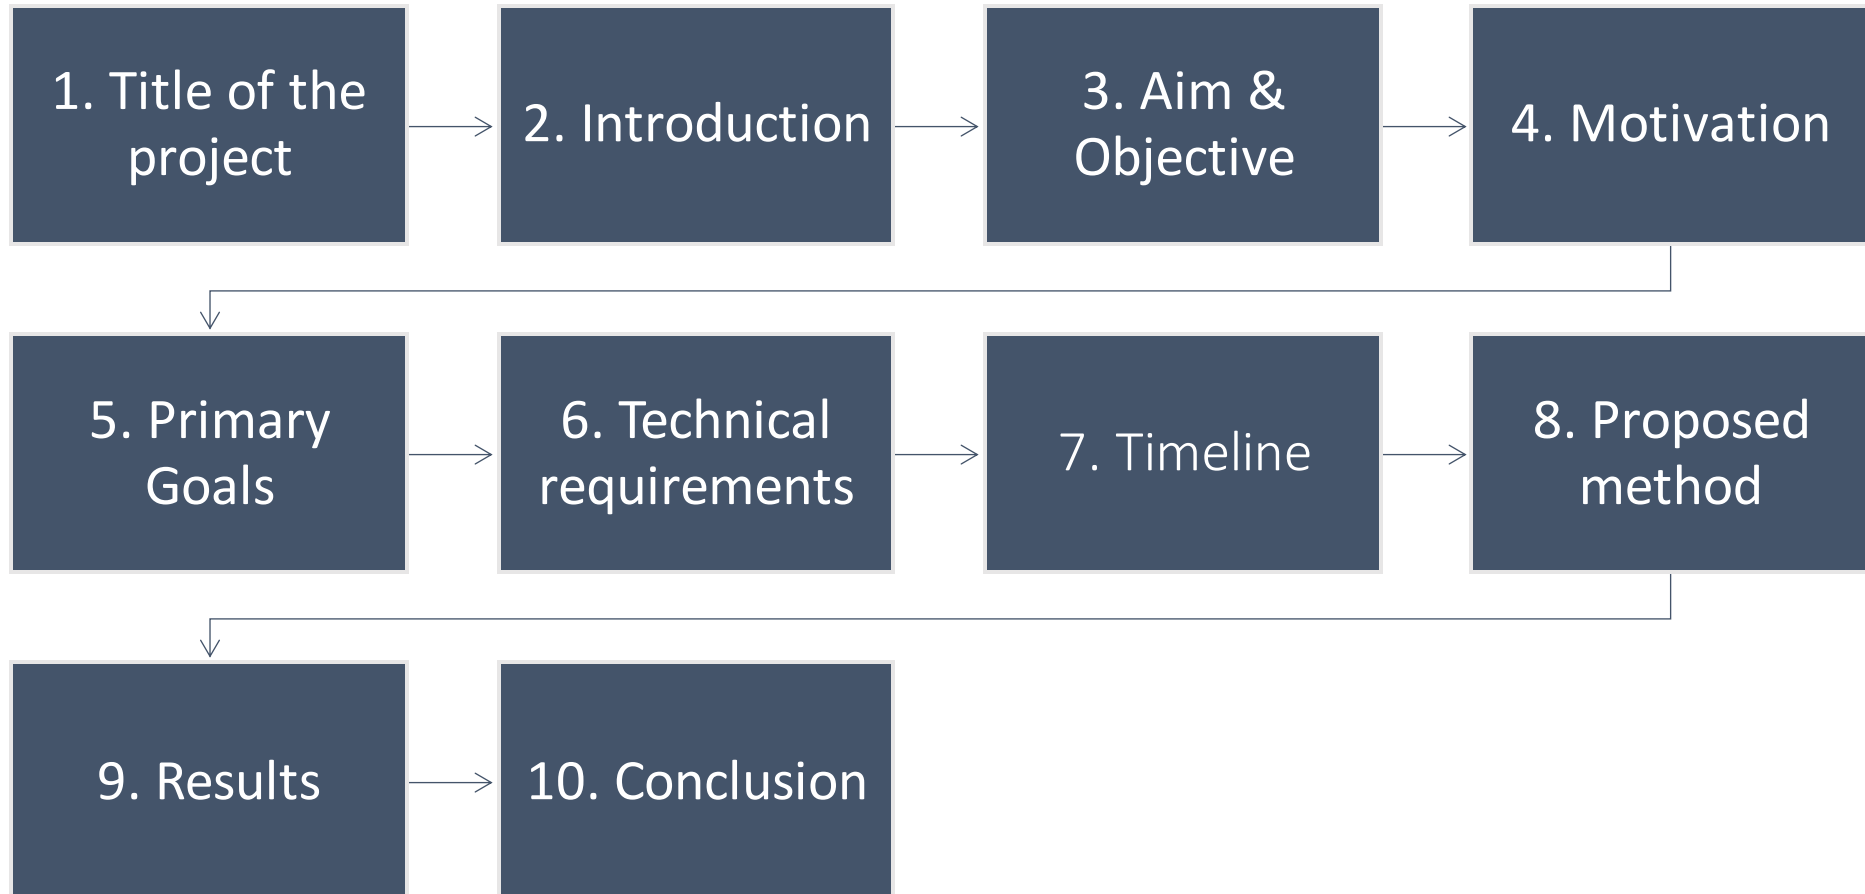 1. Title of the
project
2. Introduction
3. Aim &
Objective
4. Motivation
5. Primary
Goals
6. Technical
requirements
7. Timeline
8. Proposed
method
9. Results
10. Conclusion